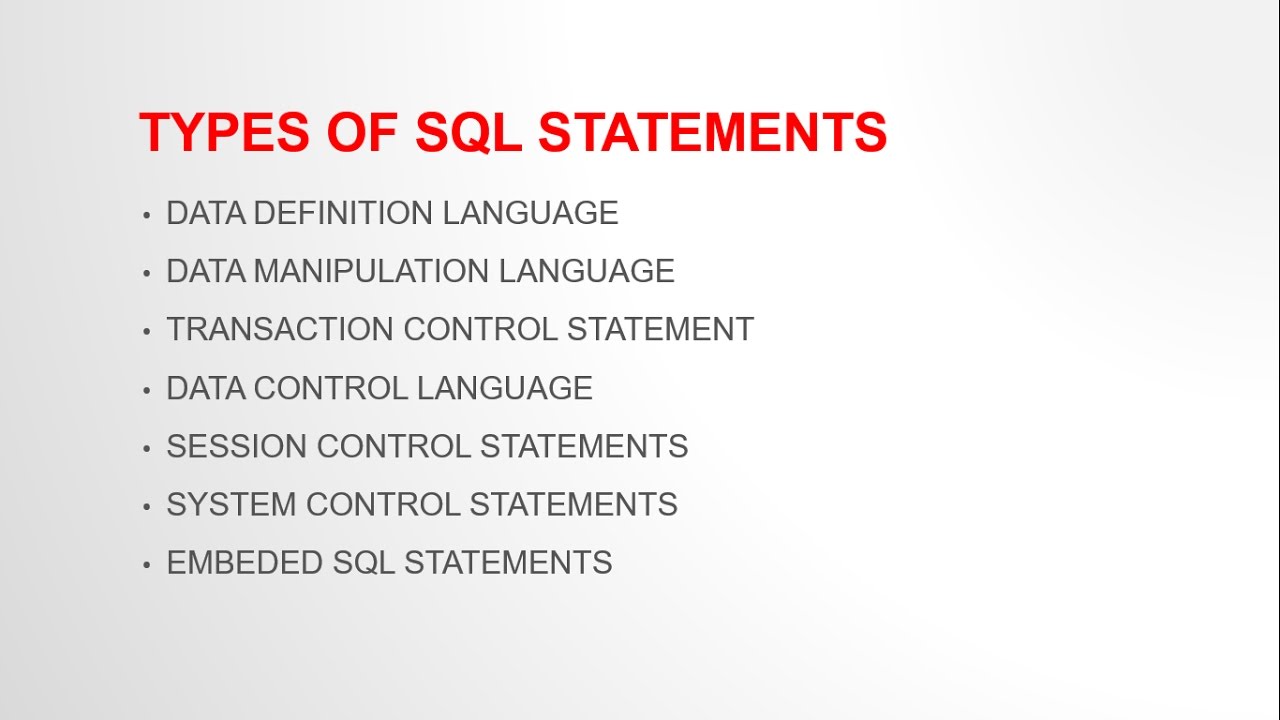 TYPES OF SQL STATEMENTS
• DATA DEFINITION LANGUAGE
• DATA MANIPULATION LANGUAGE
• TRANSACTION CONTROL STATEMENT
• DATA CONTROL LANGUAGE
• SESSION CONTROL STATEMENTS
• SYSTEM CONTROL STATEMENTS
• EMBEDED SQL STATEMENTS